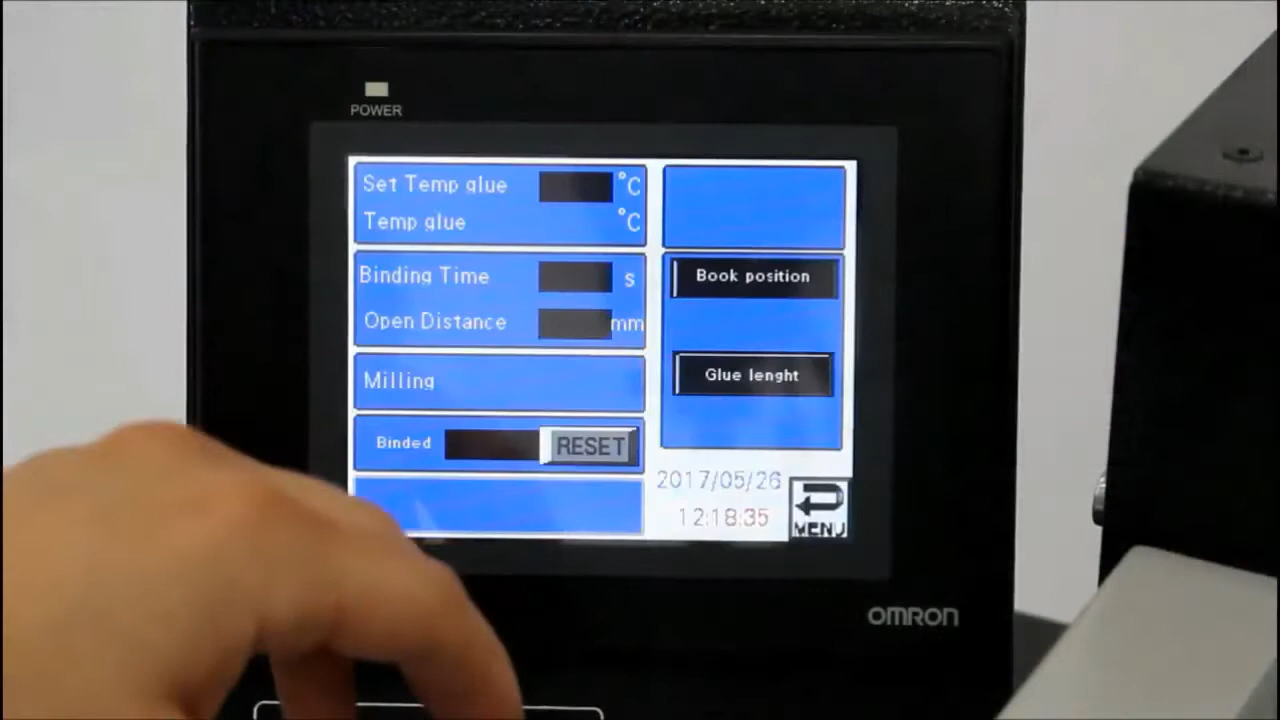 POWER
Set Temp glue °C
Temp glue °C
Binding Time s
Open Distance mm
Milling
Binded RESET
Book position
Glue lenght
2017/05/26
12:18:35
MENU
OMRON